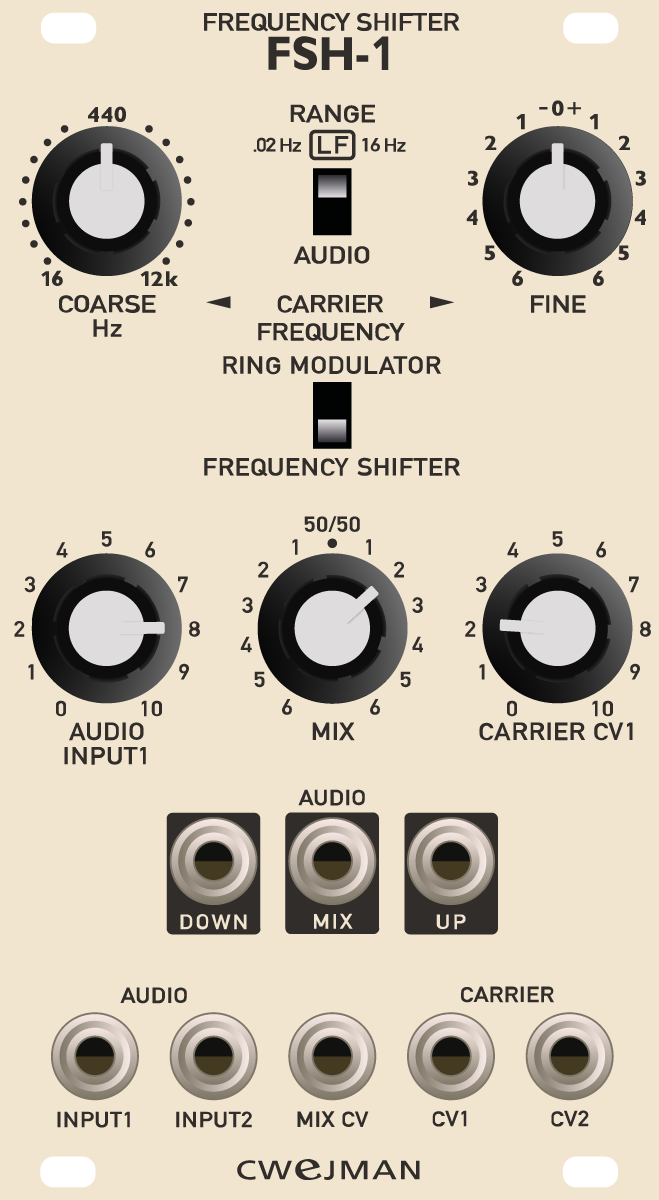 FREQUENCY SHIFTER
FSH-1
440
16 12k
COARSE
Hz
RANGE
.02 Hz LF 16 Hz
AUDIO
◄ CARRIER ►
FREQUENCY
- 0 +
1 1
2 2
3 3
4 4
5 5
6 6
FINE
RING MODULATOR
FREQUENCY SHIFTER
5
4 6
3 7
2 8
1 9
0 10
AUDIO
INPUT1
50/50
1 1
2 2
3 3
4 4
5 5
6 6
MIX
5
4 6
3 7
2 8
1 9
0 10
CARRIER CV1
AUDIO
DOWN MIX UP
AUDIO CARRIER
INPUT1 INPUT2 MIX CV CV1 CV2
CWeJMAN